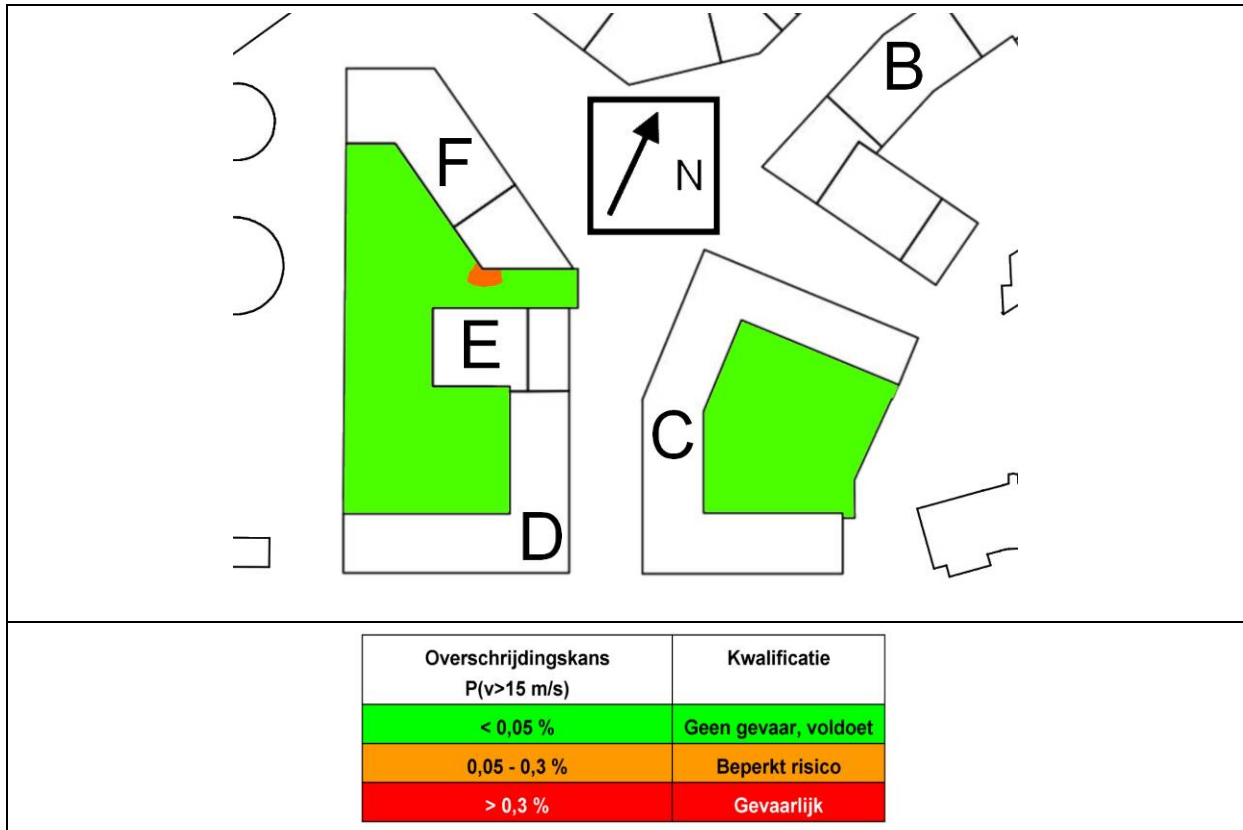 B
F
N
E
C
D
Overschrijdingskans
P(v>15 m/s)
Kwalificatie
< 0,05 %
Geen gevaar, voldoet
0,05 - 0,3 %
Beperkt risico
> 0,3 %
Gevaarlijk